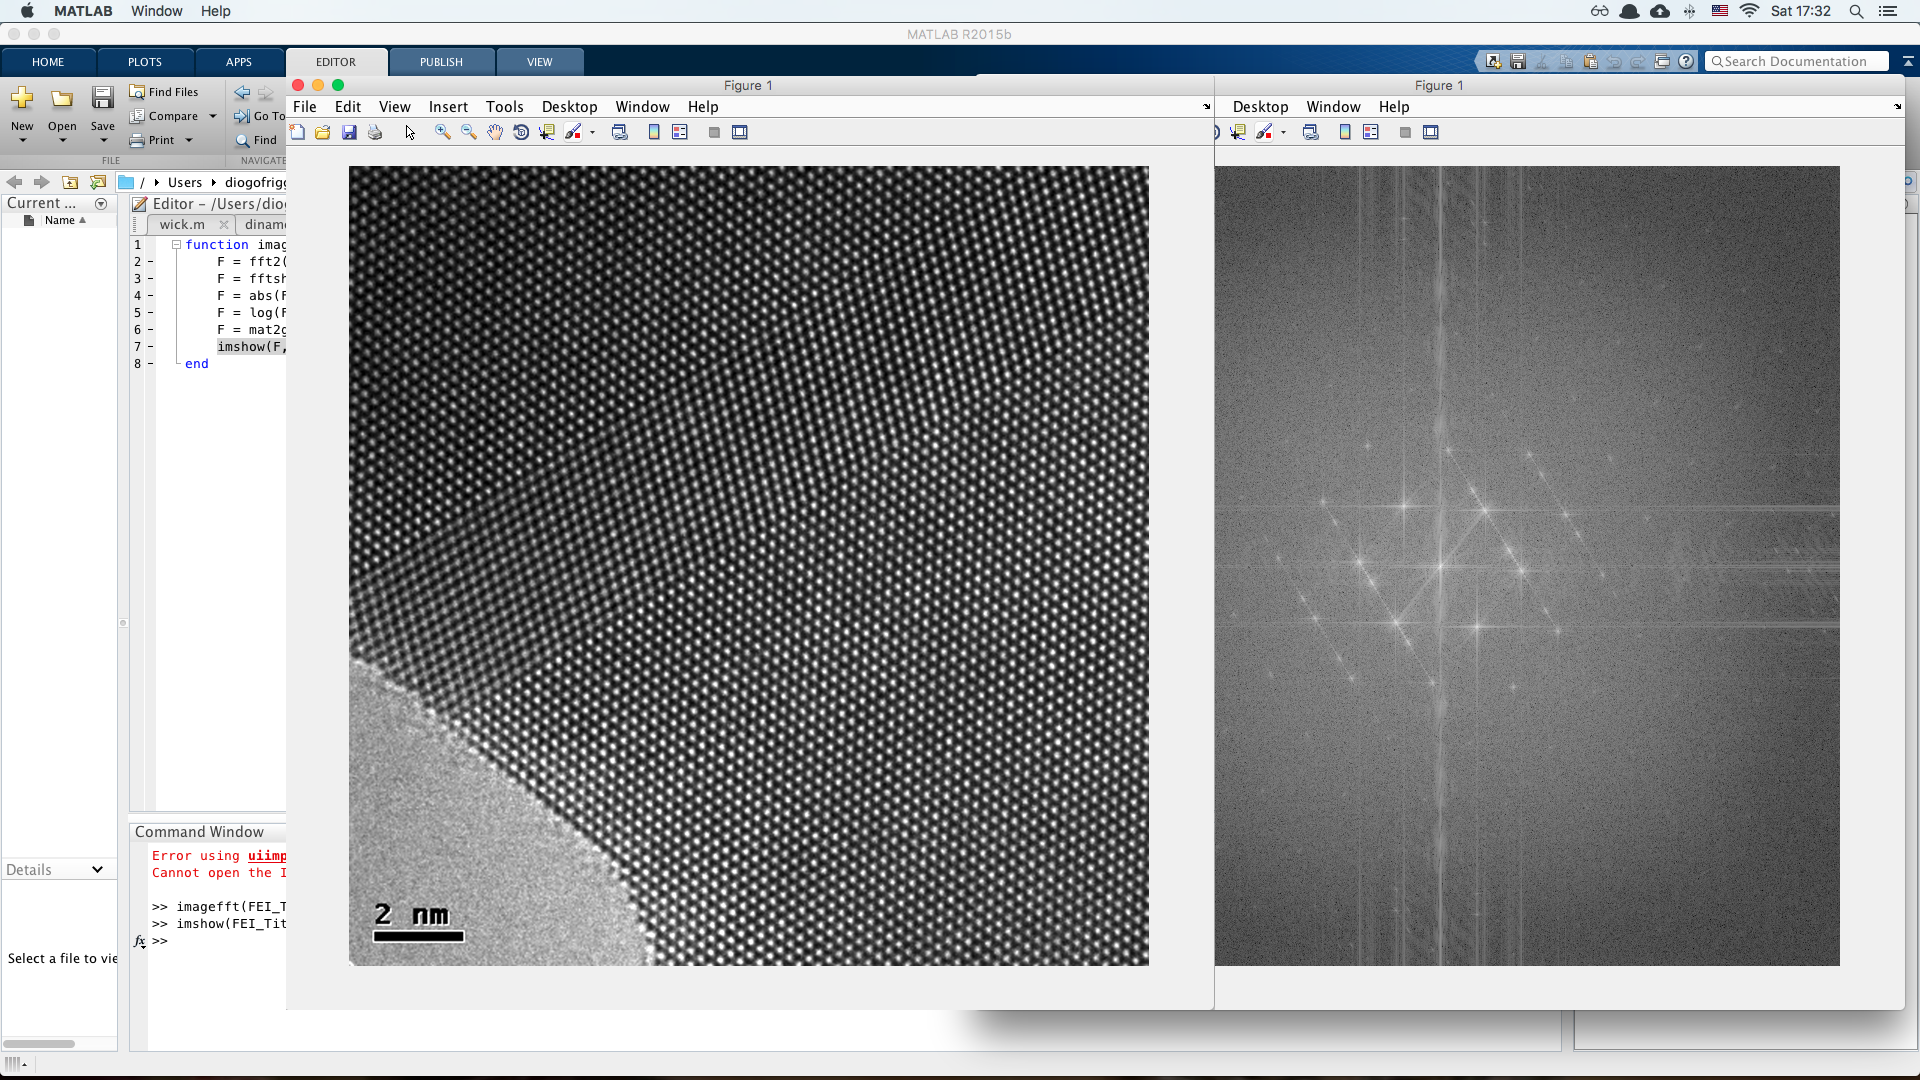 MATLAB Window Help Sat 17:32
MATLAB R2015b
HOME PLOTS APPS EDITOR PUBLISH VIEW Search Documentation
Figure 1 Figure 1
File Edit View Insert Tools Desktop Window Help Desktop Window Help
New Open Save Find Files Compare Print Go To Find
FILE NAVIGATE
/ Users diogofrigg
Current ... Editor – /Users/diog
Name wick.m dinam
1 function imag
2 F = fft2(
3 F = fftsh
4 F = abs(F
5 F = log(F
6 F = mat2g
7 imshow(F,
8 end
2 nm
Command Window
Error using uiimp
Cannot open the I
>> imagefft(FEI_T
>> imshow(FEI_Tit
fx >>
Details
Select a file to vie